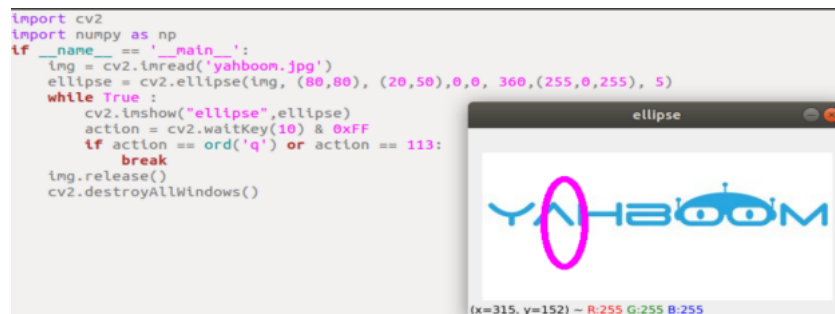 import cv2
import numpy as np
if __name__ == '__main__':
    img = cv2.imread('yahboom.jpg')
    ellipse = cv2.ellipse(img, (80,80), (20,50),0,0, 360,(255,0,255), 5)
    while True :
        cv2.imshow("ellipse",ellipse)
        action = cv2.waitKey(10) & 0xFF
        if action == ord('q') or action == 113:
            break
    img.release()
    cv2.destroyAllWindows()
ellipse
YAHBOOM
(x=315, y=152) ~ R:255 G:255 B:255